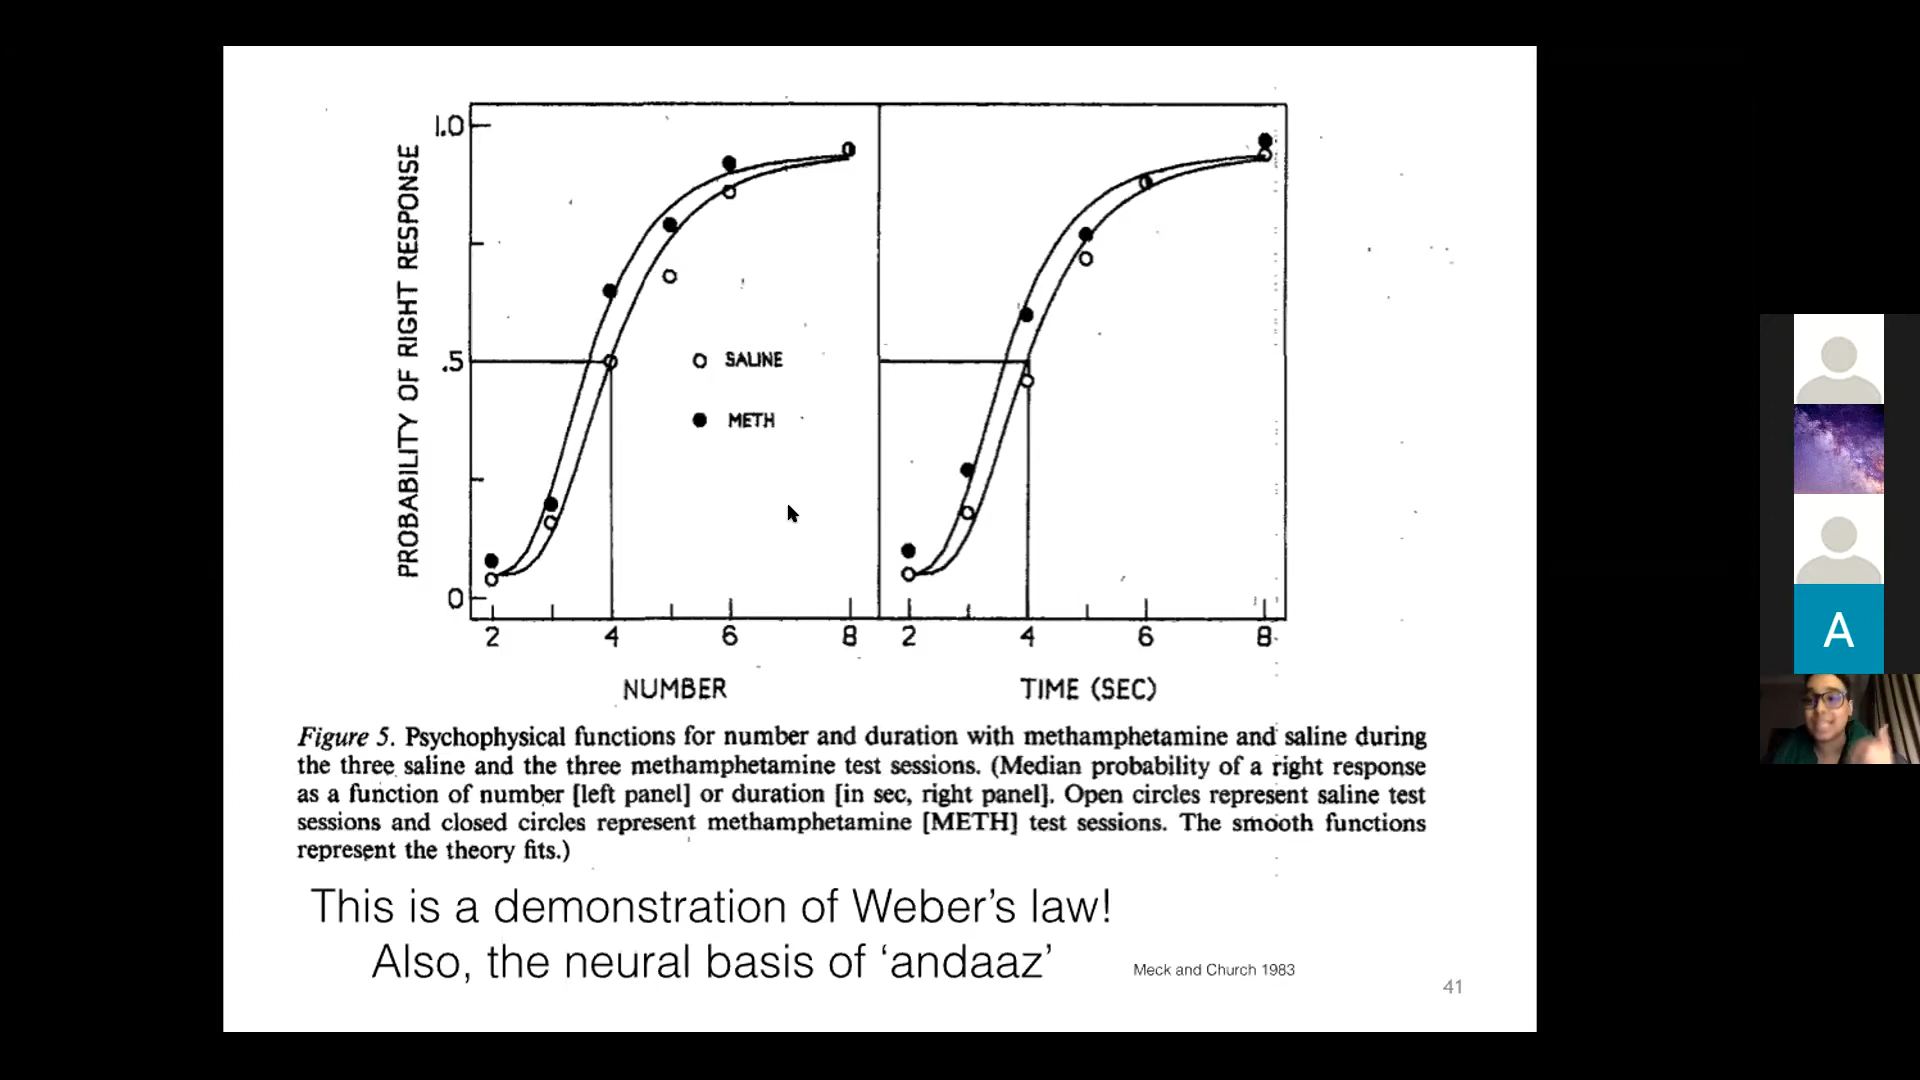 1.0
.5
0
PROBABILITY OF RIGHT RESPONSE
SALINE
METH
2 4 6 8
2 4 6 8
NUMBER
TIME (SEC)
Figure 5. Psychophysical functions for number and duration with methamphetamine and saline during
the three saline and the three methamphetamine test sessions. (Median probability of a right response
as a function of number [left panel] or duration [in sec, right panel]. Open circles represent saline test
sessions and closed circles represent methamphetamine [METH] test sessions. The smooth functions
represent the theory fits.)
This is a demonstration of Weber’s law!
Also, the neural basis of ‘andaaz’
Meck and Church 1983
41
A